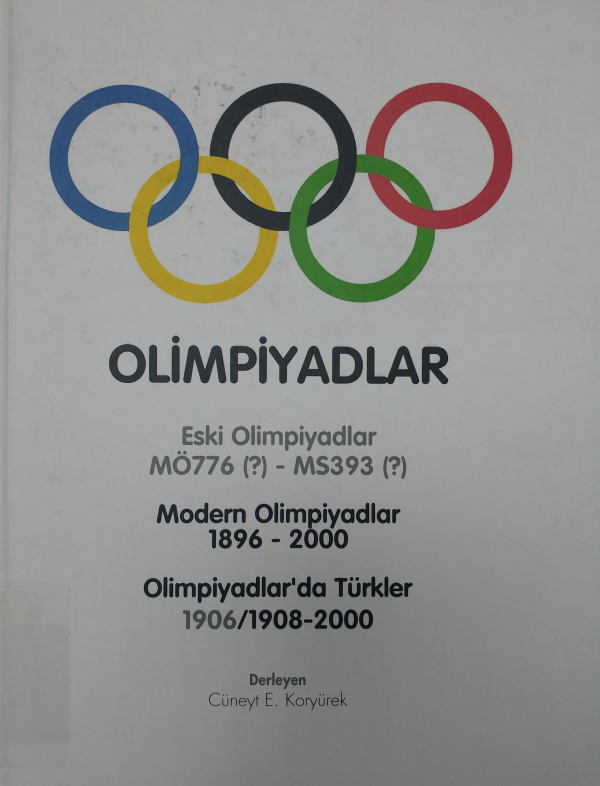 OLİMPİYADLAR
Eski Olimpiyadlar
MÖ776 (?) - MS393 (?)
Modern Olimpiyadlar
1896 - 2000
Olimpiyadlar'da Türkler
1906/1908-2000
Derleyen
Cüneyt E. Koryürek